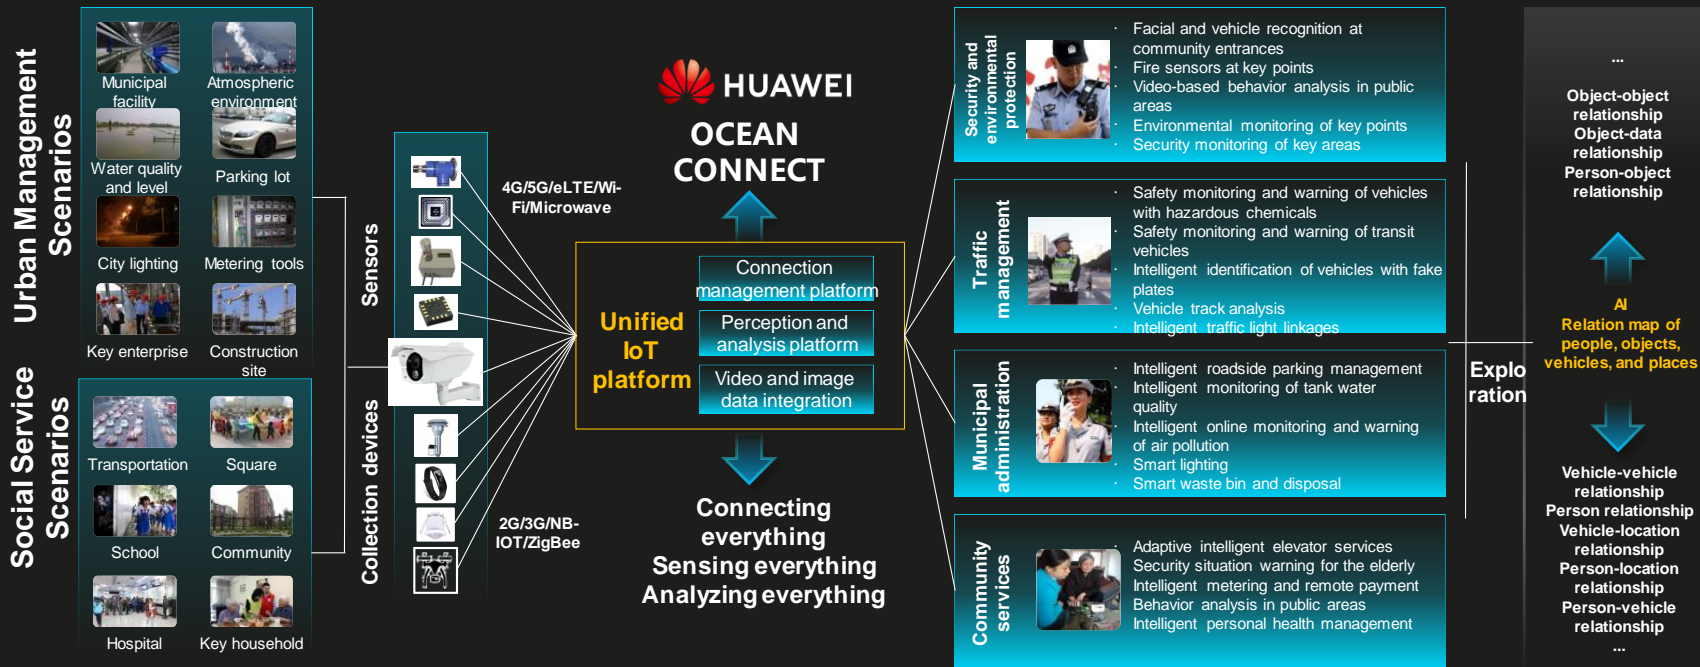 Urban Management
Scenarios
Municipal
facility
Atmospheric
environment
Water quality
and level
Parking lot
City lighting
Metering tools
Key enterprise
Construction
site
Social Service
Scenarios
Transportation
Square
School
Community
Hospital
Key household
Sensors
Collection devices
4G/5G/eLTE/Wi-
Fi/Microwave
2G/3G/NB-
IOT/ZigBee
HUAWEI
OCEAN
CONNECT
Unified
IoT
platform
Connection
management platform
Perception and
analysis platform
Video and image
data integration
Connecting
everything
Sensing everything
Analyzing everything
Security and
environmental
protection
· Facial and vehicle recognition at
community entrances
· Fire sensors at key points
· Video-based behavior analysis in public
areas
· Environmental monitoring of key points
· Security monitoring of key areas
Traffic
management
· Safety monitoring and warning of vehicles
with hazardous chemicals
· Safety monitoring and warning of transit
vehicles
· Intelligent identification of vehicles with fake
plates
· Vehicle track analysis
· Intelligent traffic light linkages
Municipal
administration
· Intelligent roadside parking management
· Intelligent monitoring of tank water
quality
· Intelligent online monitoring and warning
of air pollution
· Smart lighting
· Smart waste bin and disposal
Community
services
· Adaptive intelligent elevator services
· Security situation warning for the elderly
· Intelligent metering and remote payment
· Behavior analysis in public areas
· Intelligent personal health management
Explo
ration
...
Object-object
relationship
Object-data
relationship
Person-object
relationship
AI
Relation map of
people, objects,
vehicles, and places
Vehicle-vehicle
relationship
Person relationship
Vehicle-location
relationship
Person-location
relationship
Person-vehicle
relationship
...